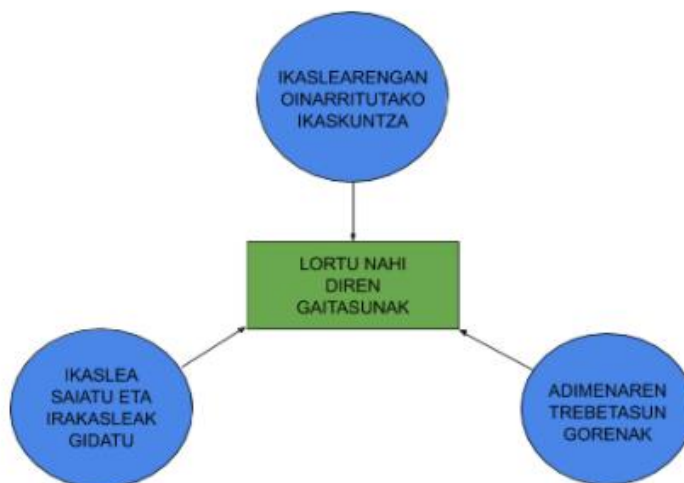 IKASLEARENGAN
OINARRITUTAKO
IKASKUNTZA
LORTU NAHI
DIREN
GAITASUNAK
IKASLEA
SAIATU ETA
IRAKASLEAK
GIDATU
ADIMENAREN
TREBETASUN
GORENAK